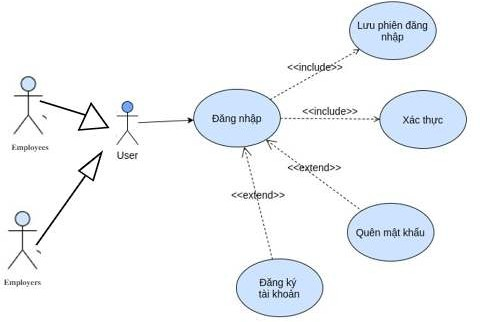 Lưu phiên đăng
nhập
<<include>>
Employees
Đăng nhập
<<include>>
Xác thực
User
<<extend>>
<<extend>>
Quên mật khẩu
Employers
Đăng ký
tài khoản